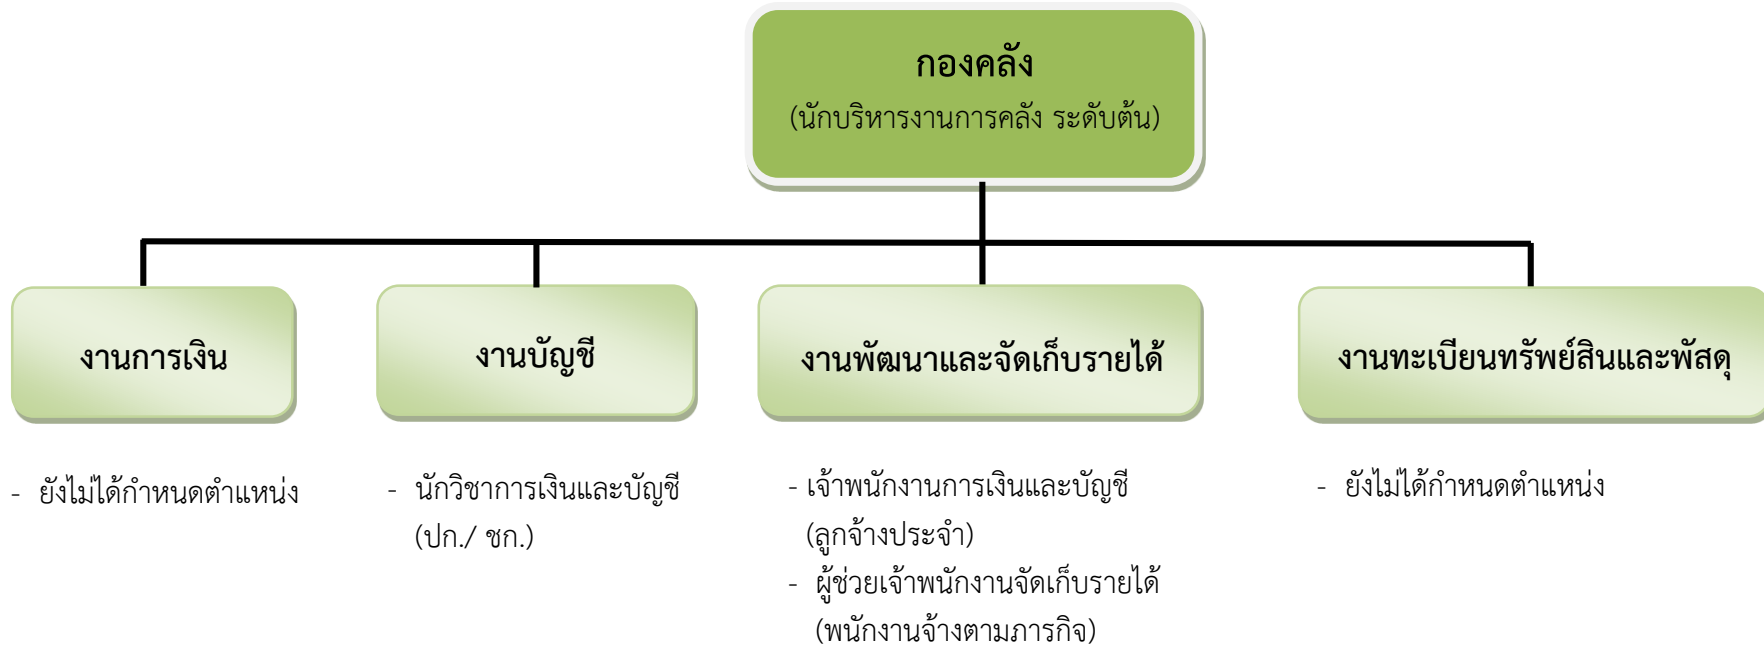 กองคลัง
(นักบริหารงานการคลัง ระดับต้น)
งานการเงิน
- ยังไม่ได้กำหนดตำแหน่ง
งานบัญชี
- นักวิชาการเงินและบัญชี
(ปก./ ชก.)
งานพัฒนาและจัดเก็บรายได้
- เจ้าพนักงานการเงินและบัญชี
(ลูกจ้างประจำ)
- ผู้ช่วยเจ้าพนักงานจัดเก็บรายได้
(พนักงานจ้างตามภารกิจ)
งานทะเบียนทรัพย์สินและพัสดุ
- ยังไม่ได้กำหนดตำแหน่ง